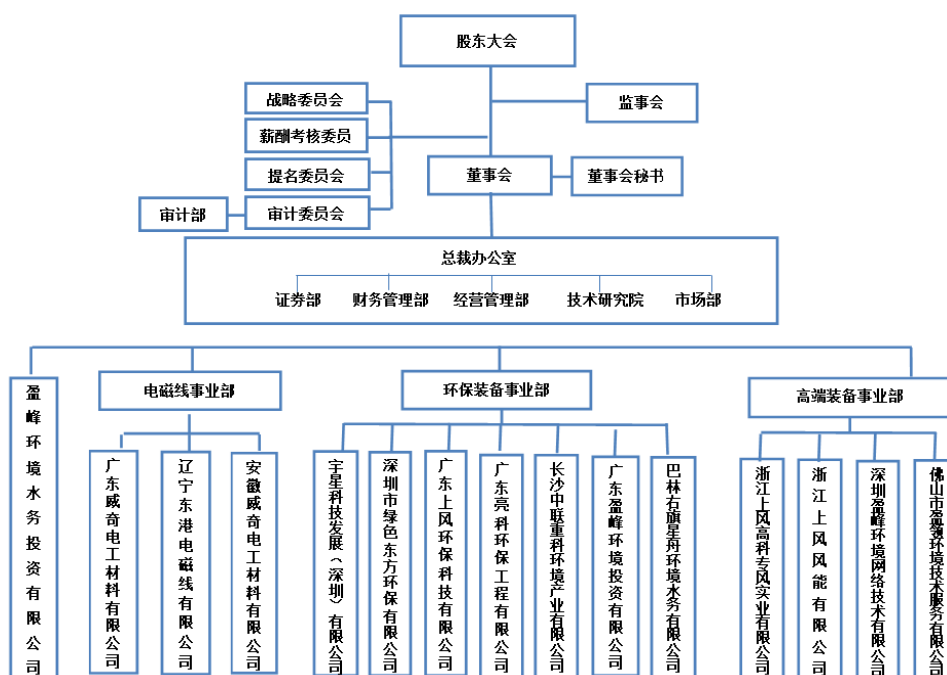 股东大会
战略委员会
监事会
薪酬考核委员
提名委员会
董事会
董事会秘书
审计部
审计委员会
总裁办公室
证券部
财务管理部
经营管理部
技术研究院
市场部
盈峰环境水务投资有限公司
电磁线事业部
环保装备事业部
高端装备事业部
广东威奇电工材料有限公司
辽宁东港电磁线有限公司
安徽威奇电工材料有限公司
宇星科技发展（深圳）有限公司
深圳市绿色东方环保有限公司
广东上风环保科技有限公司
广东亮科环保工程有限公司
长沙中联重科环境产业有限公司
广东盈峰环境投资有限公司
巴林右旗星舟环境水务有限公司
浙江上风高科专风实业有限公司
浙江上风风能有限公司
深圳盈峰环境网络技术有限公司
佛山市盈瓴环境技术服务有限公司